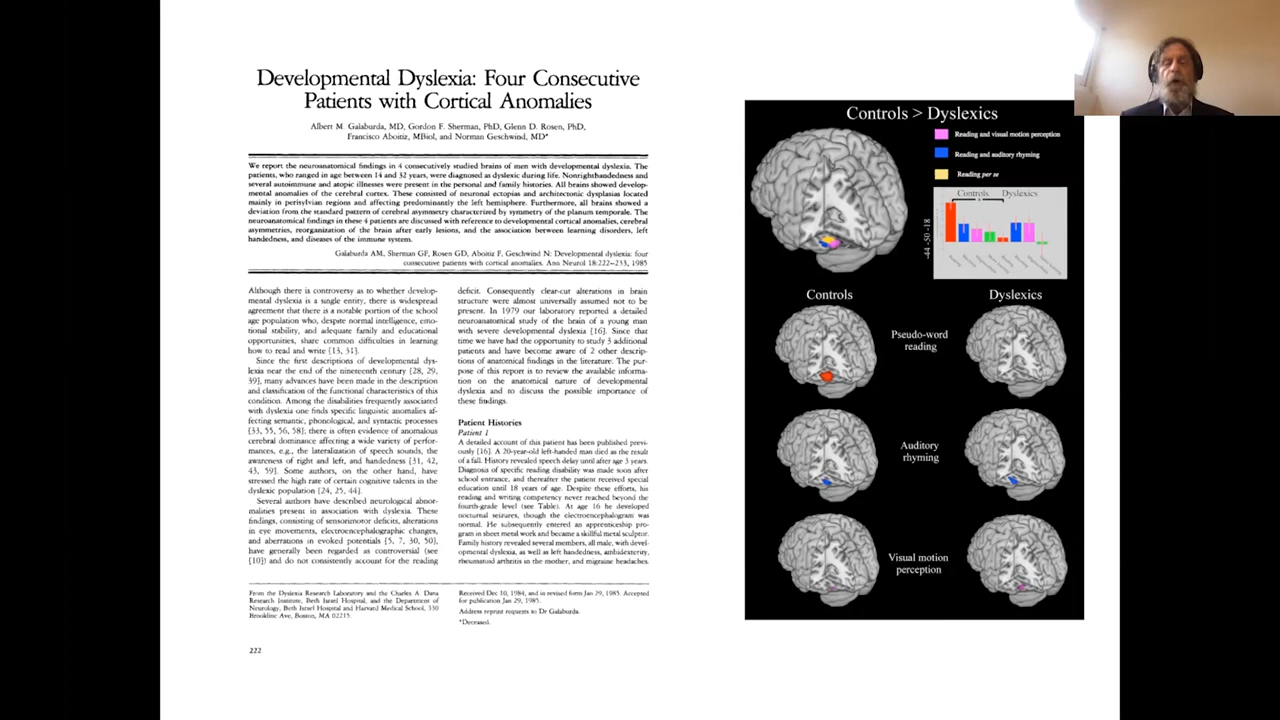 Developmental Dyslexia: Four Consecutive
Patients with Cortical Anomalies
Albert M. Galaburda, MD, Gordon F. Sherman, PhD, Glenn D. Rosen, PhD,
Francisco Aboitiz, MBiol, and Norman Geschwind, MD*
We report the neuroanatomical findings in 4 consecutively studied brains of men with developmental dyslexia. The
patients, who ranged in age between 14 and 32 years, were diagnosed as dyslexic during life. Nonrighthandedness and
several autoimmune and atopic illnesses were present in the personal and family histories. All brains showed develop-
mental anomalies of the cerebral cortex. These consisted of neuronal ectopias and architectonic dysplasias located
mainly in perisylvian regions and affecting predominantly the left hemisphere. Furthermore, all brains showed a
deviation from the standard pattern of cerebral asymmetry characterized by symmetry of the planum temporale. The
neuroanatomical findings in these 4 patients are discussed with reference to developmental cortical anomalies, cerebral
asymmetries, reorganization of the brain after early lesions, and the association between learning disorders, left
handedness, and diseases of the immune system.
Galaburda AM, Sherman GF, Rosen GD, Aboitiz F, Geschwind N: Developmental dyslexia: four
consecutive patients with cortical anomalies. Ann Neurol 18:222–233, 1985
Although there is controversy as to whether develop-
mental dyslexia is a single entity, there is widespread
agreement that there is a notable portion of the school
age population who, despite normal intelligence, emo-
tional stability, and adequate family and educational
opportunities, share common difficulties in learning
how to read and write [13, 31].
Since the first descriptions of developmental dys-
lexia near the end of the nineteenth century [28, 29,
39], many advances have been made in the description
and classification of the functional characteristics of this
condition. Among the disabilities frequently associated
with dyslexia one finds specific linguistic anomalies af-
fecting semantic, phonological, and syntactic processes
[33, 55, 56, 58]; there is often evidence of anomalous
cerebral dominance affecting a wide variety of perfor-
mances, e.g., the lateralization of speech sounds, the
awareness of right and left, and handedness [31, 42,
43, 59]. Some authors, on the other hand, have
stressed the high rate of certain cognitive talents in the
dyslexic population [24, 25, 44].
Several authors have described neurological abnor-
malities present in association with dyslexia. These
findings, consisting of sensorimotor deficits, alterations
in eye movements, electroencephalographic changes,
and aberrations in evoked potentials [5, 7, 30, 50],
have generally been regarded as controversial (see
[10]) and do not consistently account for the reading
deficit. Consequently clear-cut alterations in brain
structure were almost universally assumed not to be
present. In 1979 our laboratory reported a detailed
neuroanatomical study of the brain of a young man
with severe developmental dyslexia [16]. Since that
time we have had the opportunity to study 3 additional
patients and have become aware of 2 other descrip-
tions of anatomical findings in the literature. The pur-
pose of this report is to review the available informa-
tion on the anatomical nature of developmental
dyslexia and to discuss the possible importance of
these findings.
Patient Histories
Patient 1
A detailed account of this patient has been published previ-
ously [16]. A 20-year-old left-handed man died as the result
of a fall. History revealed speech delay until after age 3 years.
Diagnosis of specific reading disability was made soon after
school entrance, and thereafter the patient received special
education until 18 years of age. Despite these efforts, his
reading and writing competency never reached beyond the
fourth-grade level (see Table). At age 16 he developed
nocturnal seizures, though the electroencephalogram was
normal. He subsequently entered an apprenticeship pro-
gram in sheet metal work and became a skillful metal sculptor.
Family history revealed several members, all male, with devel-
opmental dyslexia, as well as left handedness, ambidexterity,
rheumatoid arthritis in the mother, and migraine headaches.
From the Dyslexia Research Laboratory and the Charles A. Dana
Research Institute, Beth Israel Hospital, and the Department of
Neurology, Beth Israel Hospital and Harvard Medical School, 330
Brookline Ave, Boston, MA 02215.
Received Dec 10, 1984, and in revised form Jan 29, 1985. Accepted
for publication Jan 29, 1985.
Address reprint requests to Dr Galaburda.
*Deceased.
222
Controls > Dyslexics
Reading and visual motion perception
Reading and auditory rhyming
Reading per se
Controls Dyslexics
-44 -50 -18
Controls Dyslexics
Pseudo-word
reading
Auditory
rhyming
Visual motion
perception